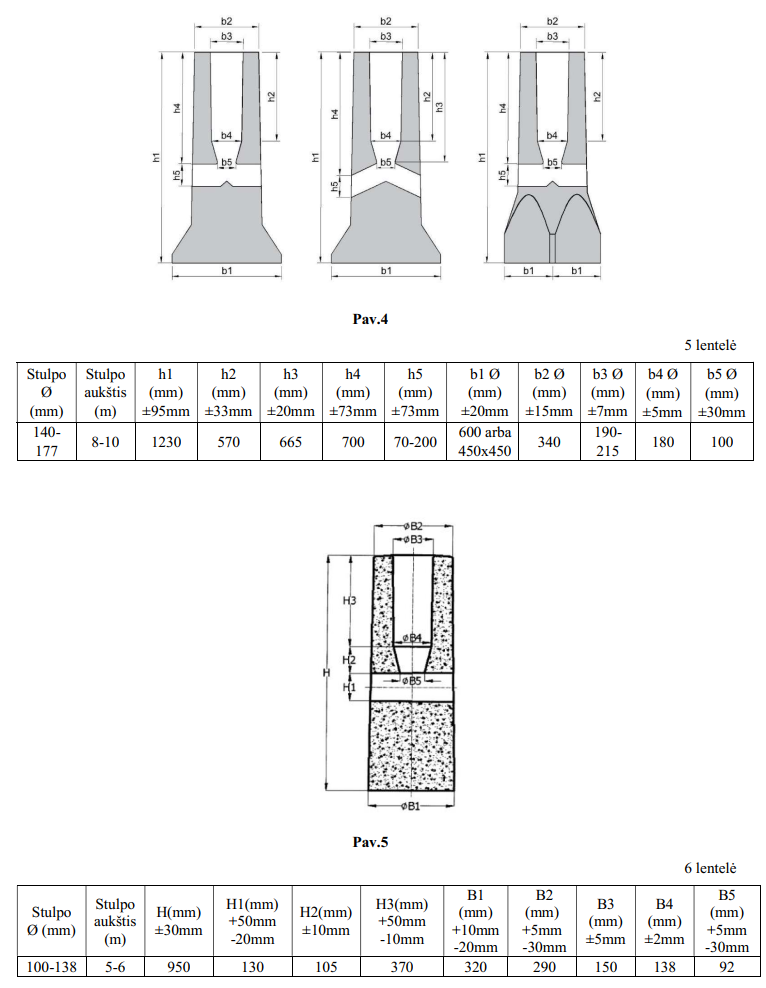 b2 b2 b2
b3 b3 b3
h4 h2 h4 h2 h3 h4 h2
h1 h1 h1
b4 b4 b4
b5 b5 b5
h5 h5 h5
b1 b1 b1 b1
Pav.4
5 lentelė
Stulpo Ø (mm) Stulpo aukštis (m) h1 (mm) ±95mm h2 (mm) ±33mm h3 (mm) ±20mm h4 (mm) ±73mm h5 (mm) ±73mm b1 Ø (mm) ±20mm b2 Ø (mm) ±15mm b3 Ø (mm) ±7mm b4 Ø (mm) ±5mm b5 Ø (mm) ±30mm
140-177 8-10 1230 570 665 700 70-200 600 arba 450x450 340 190-215 180 100
øB2
øB3
H3
øB4
H2
H
øB5
H1
øB1
Pav.5
6 lentelė
Stulpo Ø (mm) Stulpo aukštis (m) H(mm) ±30mm H1(mm) +50mm -20mm H2(mm) ±10mm H3(mm) +50mm -10mm B1 (mm) +10mm -20mm B2 (mm) +5mm -30mm B3 (mm) ±5mm B4 (mm) ±2mm B5 (mm) +5mm -30mm
100-138 5-6 950 130 105 370 320 290 150 138 92